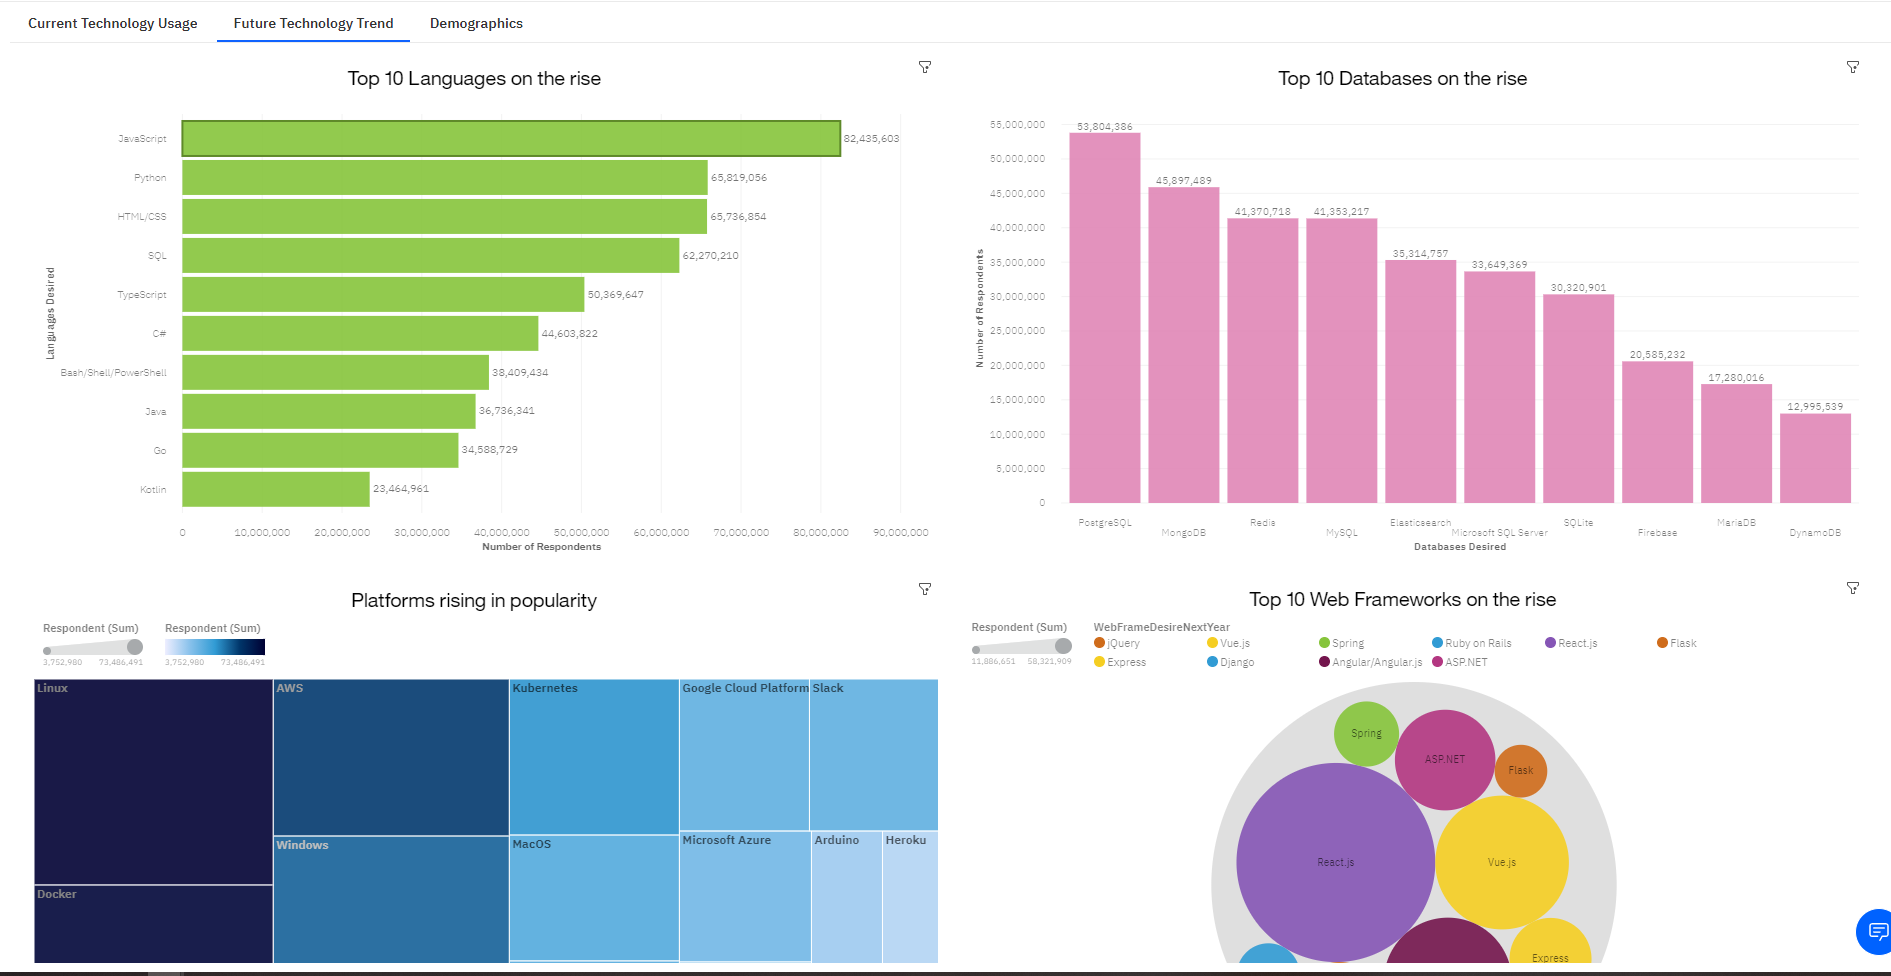 Current Technology Usage
Future Technology Trend
Demographics
Top 10 Languages on the rise
Languages Desired
JavaScript 82,435,603
Python 65,819,056
HTML/CSS 65,736,854
SQL 62,270,210
TypeScript 50,369,647
C# 44,603,822
Bash/Shell/PowerShell 38,409,434
Java 36,736,341
Go 34,588,729
Kotlin 23,464,961
0 10,000,000 20,000,000 30,000,000 40,000,000 50,000,000 60,000,000 70,000,000 80,000,000 90,000,000
Number of Respondents
Top 10 Databases on the rise
Number of Respondents
55,000,000
50,000,000
45,000,000
40,000,000
35,000,000
30,000,000
25,000,000
20,000,000
15,000,000
10,000,000
5,000,000
0
53,804,386
45,897,489
41,370,718
41,353,217
35,314,757
33,649,369
30,320,901
20,585,232
17,280,016
12,995,539
PostgreSQL
MongoDB
Redis
MySQL
Elasticsearch
Microsoft SQL Server
SQLite
Firebase
MariaDB
DynamoDB
Databases Desired
Platforms rising in popularity
Respondent (Sum)
3,752,980 73,486,491
Respondent (Sum)
3,752,980 73,486,491
Linux
AWS
Kubernetes
Google Cloud Platform
Slack
Windows
MacOS
Microsoft Azure
Arduino
Heroku
Docker
Top 10 Web Frameworks on the rise
Respondent (Sum)
11,886,651 58,321,909
WebFrameDesireNextYear
jQuery Vue.js Spring Ruby on Rails React.js Flask
Express Django Angular/Angular.js ASP.NET
Spring
ASP.NET
Flask
React.js
Vue.js
Express